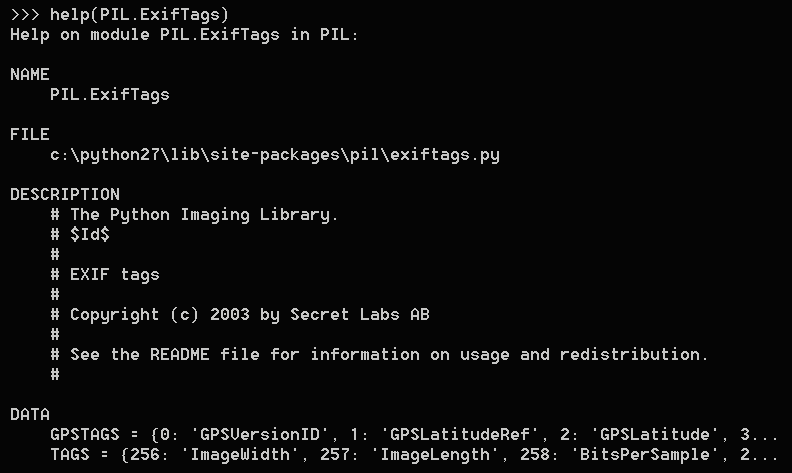 >>> help(PIL.ExifTags)
Help on module PIL.ExifTags in PIL:
NAME
PIL.ExifTags
FILE
c:\python27\lib\site-packages\pil\exiftags.py
DESCRIPTION
# The Python Imaging Library.
# $Id$
#
# EXIF tags
#
# Copyright (c) 2003 by Secret Labs AB
#
# See the README file for information on usage and redistribution.
#
DATA
GPSTAGS = {0: 'GPSVersionID', 1: 'GPSLatitudeRef', 2: 'GPSLatitude', 3...
TAGS = {256: 'ImageWidth', 257: 'ImageLength', 258: 'BitsPerSample', 2...